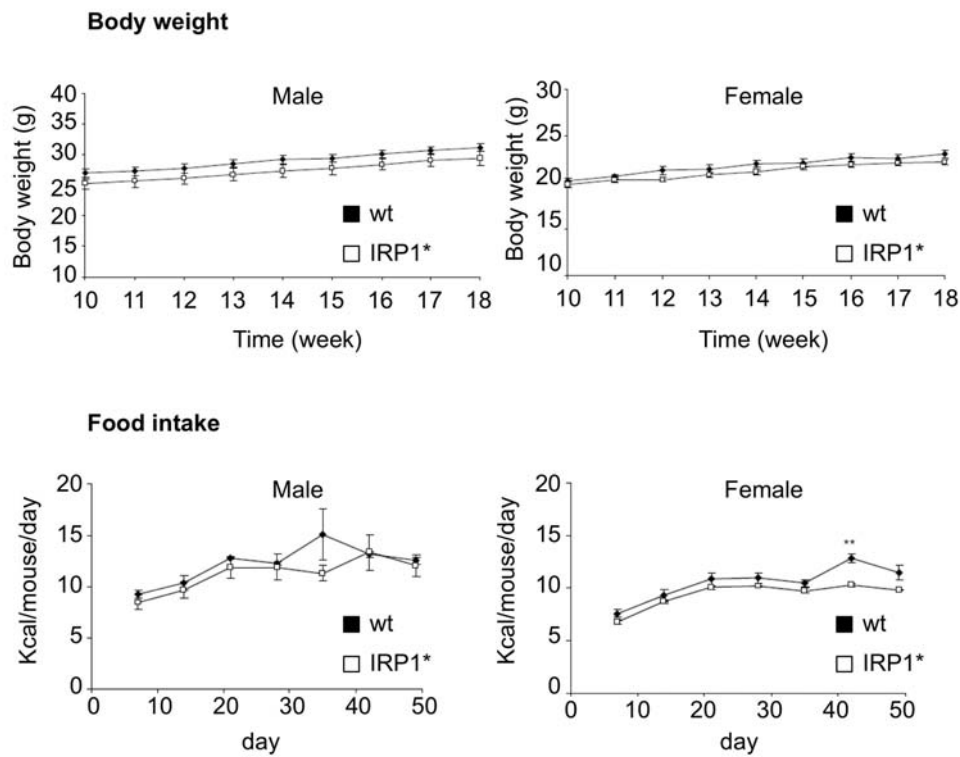 Body weight
Male
Body weight (g)
40
35
30
25
20
15
10
10 11 12 13 14 15 16 17 18
Time (week)
wt
IRP1*
Female
Body weight (g)
30
25
20
15
10
10 11 12 13 14 15 16 17 18
Time (week)
wt
IRP1*
Food intake
Male
Kcal/mouse/day
20
15
10
5
0
0 10 20 30 40 50
day
wt
IRP1*
Female
Kcal/mouse/day
20
15
10
5
0
0 10 20 30 40 50
day
**
wt
IRP1*